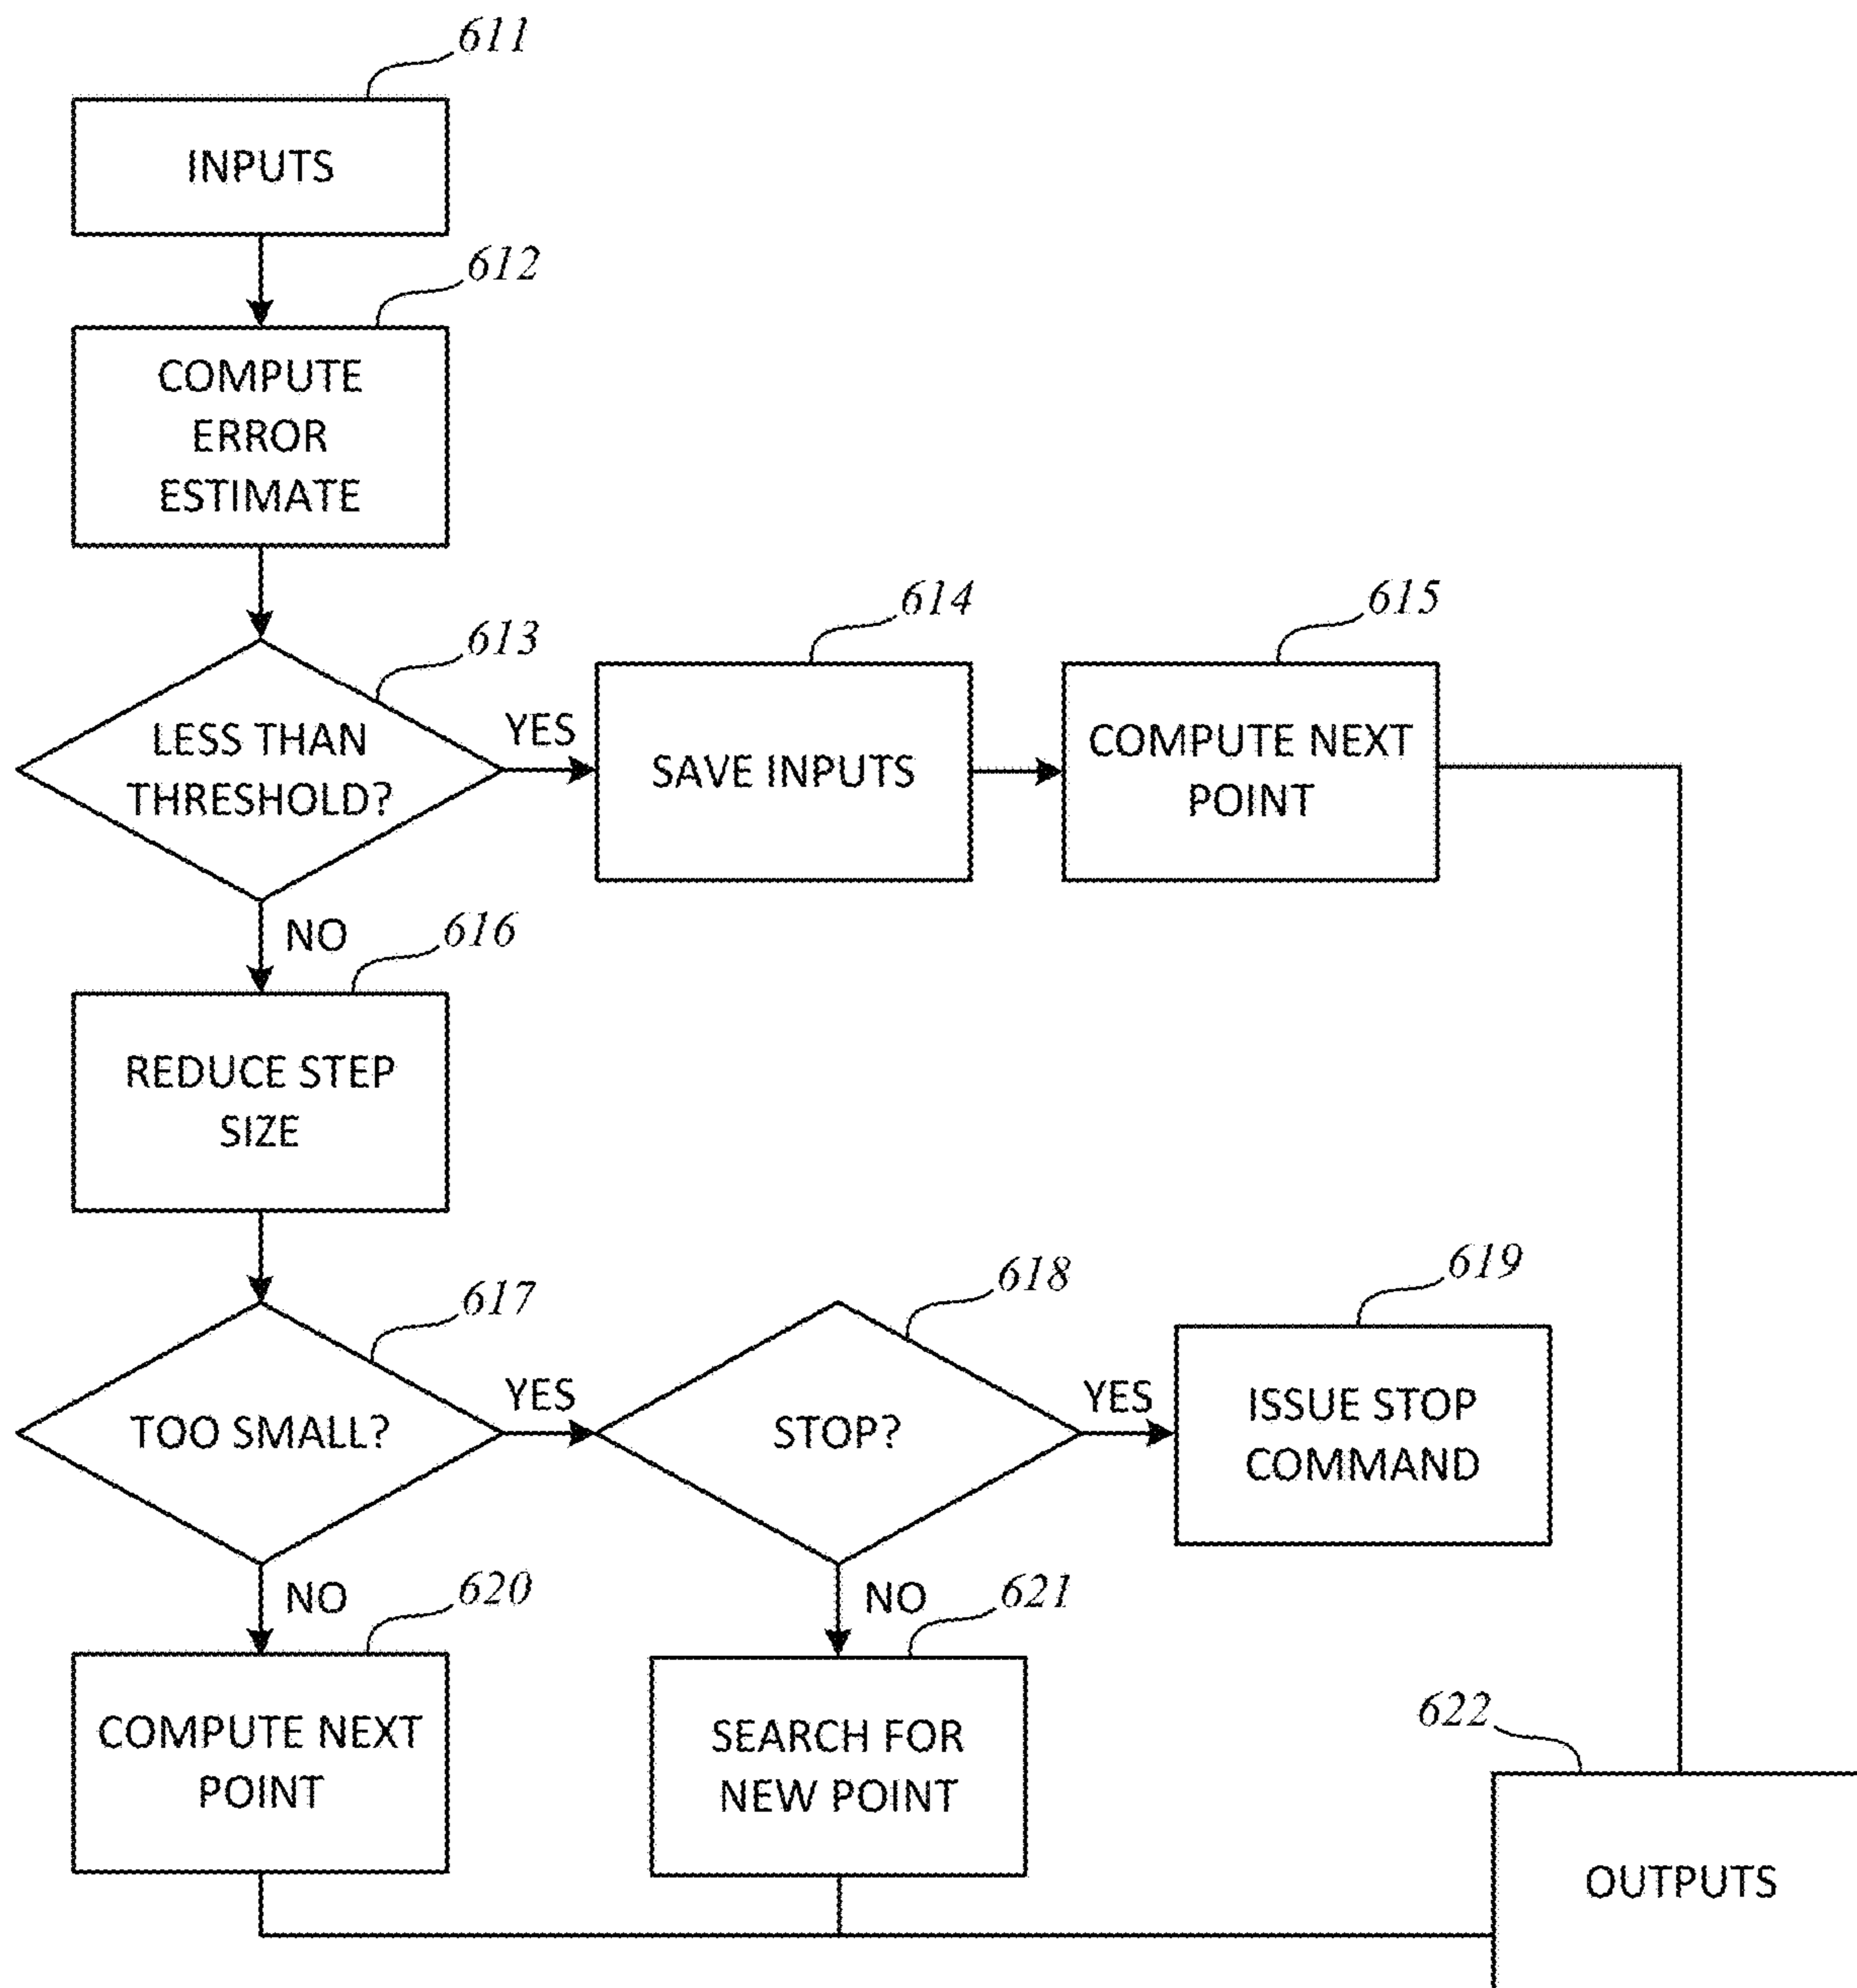 611
INPUTS
612
COMPUTE
ERROR
ESTIMATE
613
LESS THAN
THRESHOLD?
YES
614
SAVE INPUTS
615
COMPUTE NEXT
POINT
NO
616
REDUCE STEP
SIZE
617
TOO SMALL?
YES
618
STOP?
YES
619
ISSUE STOP
COMMAND
NO
620
COMPUTE NEXT
POINT
NO
621
SEARCH FOR
NEW POINT
622
OUTPUTS